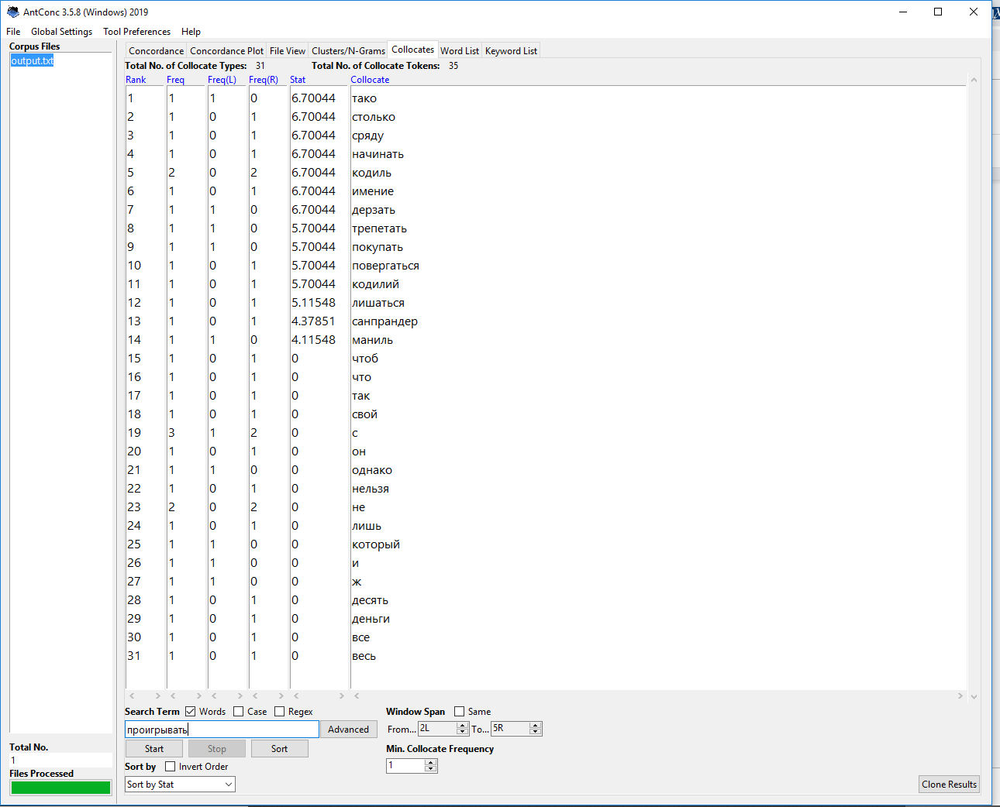 AntConc 3.5.8 (Windows) 2019
File Global Settings Tool Preferences Help
Corpus Files
output.txt
Concordance Concordance Plot File View Clusters/N-Grams Collocates Word List Keyword List
Total No. of Collocate Types: 31 Total No. of Collocate Tokens: 35
Rank Freq Freq(L) Freq(R) Stat Collocate
1 1 1 0 6.70044 тако
2 1 0 1 6.70044 столько
3 1 0 1 6.70044 сряду
4 1 0 1 6.70044 начинать
5 2 0 2 6.70044 кодиль
6 1 0 1 6.70044 имение
7 1 1 0 6.70044 дерзать
8 1 1 0 5.70044 трепетать
9 1 1 0 5.70044 покупать
10 1 0 1 5.70044 повергаться
11 1 0 1 5.70044 кодилий
12 1 0 1 5.11548 лишаться
13 1 0 1 4.37851 санпрандер
14 1 1 0 4.11548 маниль
15 1 0 1 0 чтоб
16 1 0 1 0 что
17 1 0 1 0 так
18 1 0 1 0 свой
19 3 1 2 0 с
20 1 0 1 0 он
21 1 1 0 0 однако
22 1 0 1 0 нельзя
23 2 0 2 0 не
24 1 0 1 0 лишь
25 1 1 0 0 который
26 1 1 0 0 и
27 1 1 0 0 ж
28 1 0 1 0 десять
29 1 0 1 0 деньги
30 1 0 1 0 все
31 1 0 1 0 весь
Search Term Words Case Regex
проигрывать Advanced
Start Stop Sort
Sort by Invert Order
Sort by Stat
Window Span Same
From... 2L To... 5R
Min. Collocate Frequency
1
Clone Results
Total No.
1
Files Processed